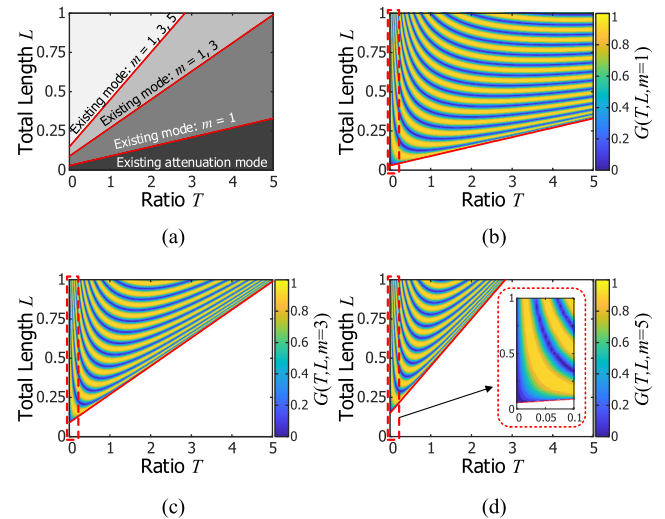 (a)
Total Length L
1
0.75
0.5
0.25
0
Existing mode: m = 1, 3, 5
Existing mode: m = 1, 3
Existing mode: m = 1
Existing attenuation mode
0 1 2 3 4 5
Ratio T
(b)
Total Length L
1
0.75
0.5
0.25
0
0 1 2 3 4 5
Ratio T
1
0.8
0.6
0.4
0.2
0
G(T,L,m=1)
(a)
(b)
Total Length L
1
0.75
0.5
0.25
0
0 1 2 3 4 5
Ratio T
1
0.8
0.6
0.4
0.2
0
G(T,L,m=3)
Total Length L
1
0.75
0.5
0.25
0
1
0.5
0
0 0.05 0.1
0 1 2 3 4 5
Ratio T
1
0.8
0.6
0.4
0.2
0
G(T,L,m=5)
(c)
(d)